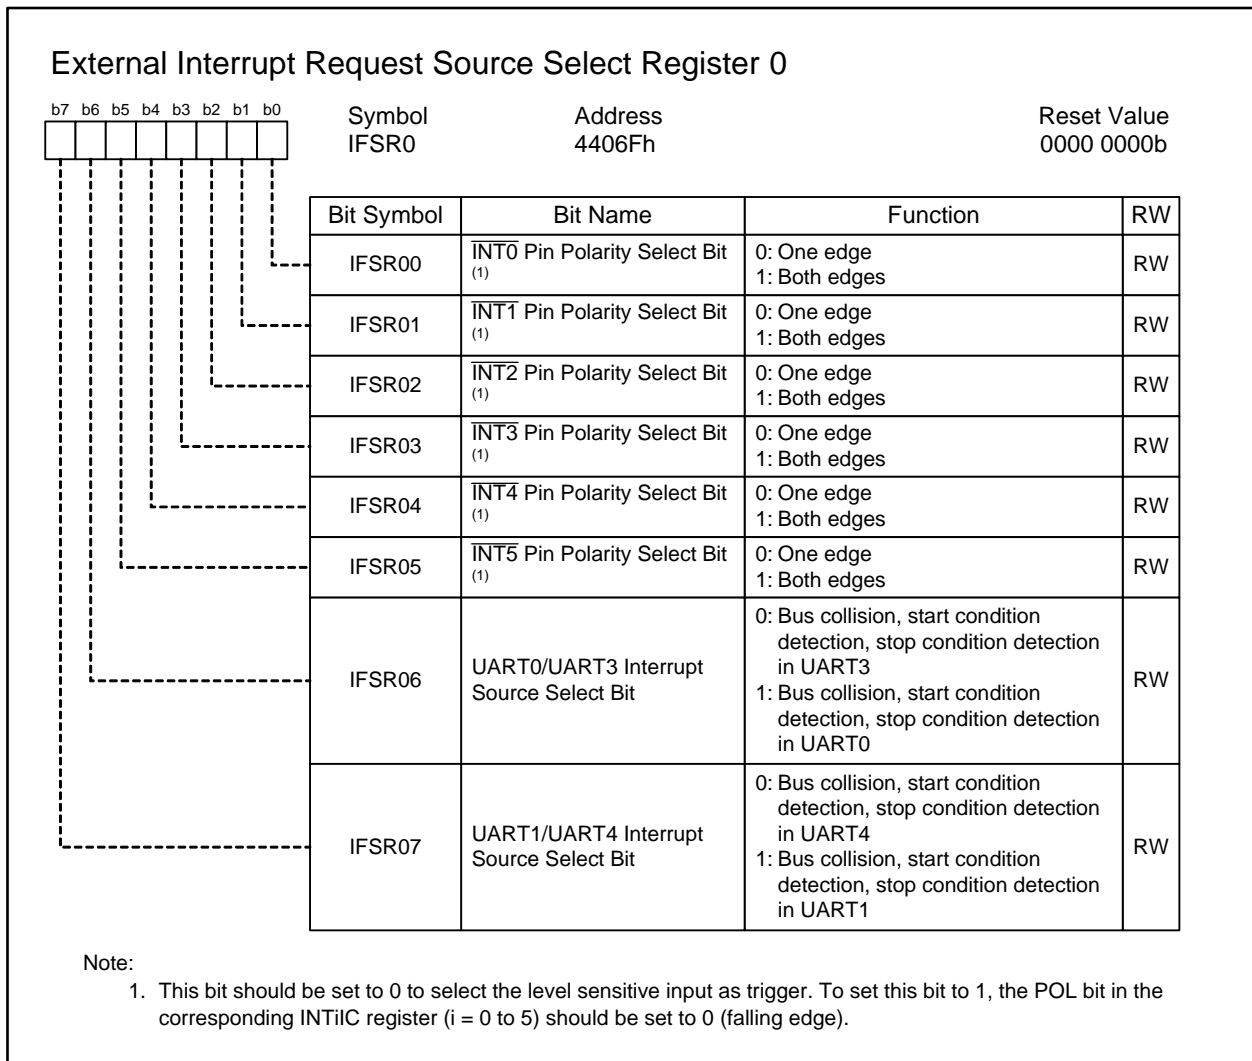 External Interrupt Request Source Select Register 0
b7 b6 b5 b4 b3 b2 b1 b0
Symbol Address Reset Value
IFSR0 4406Fh 0000 0000b
Bit Symbol Bit Name Function RW
IFSR00 INT0 Pin Polarity Select Bit (1) 0: One edge 1: Both edges RW
IFSR01 INT1 Pin Polarity Select Bit (1) 0: One edge 1: Both edges RW
IFSR02 INT2 Pin Polarity Select Bit (1) 0: One edge 1: Both edges RW
IFSR03 INT3 Pin Polarity Select Bit (1) 0: One edge 1: Both edges RW
IFSR04 INT4 Pin Polarity Select Bit (1) 0: One edge 1: Both edges RW
IFSR05 INT5 Pin Polarity Select Bit (1) 0: One edge 1: Both edges RW
IFSR06
UART0/UART3 Interrupt
Source Select Bit
0: Bus collision, start condition
detection, stop condition detection
in UART3
1: Bus collision, start condition
detection, stop condition detection
in UART0
RW
IFSR07
UART1/UART4 Interrupt
Source Select Bit
0: Bus collision, start condition
detection, stop condition detection
in UART4
1: Bus collision, start condition
detection, stop condition detection
in UART1
RW
Note:
1. This bit should be set to 0 to select the level sensitive input as trigger. To set this bit to 1, the POL bit in the
corresponding INTiIC register (i = 0 to 5) should be set to 0 (falling edge).